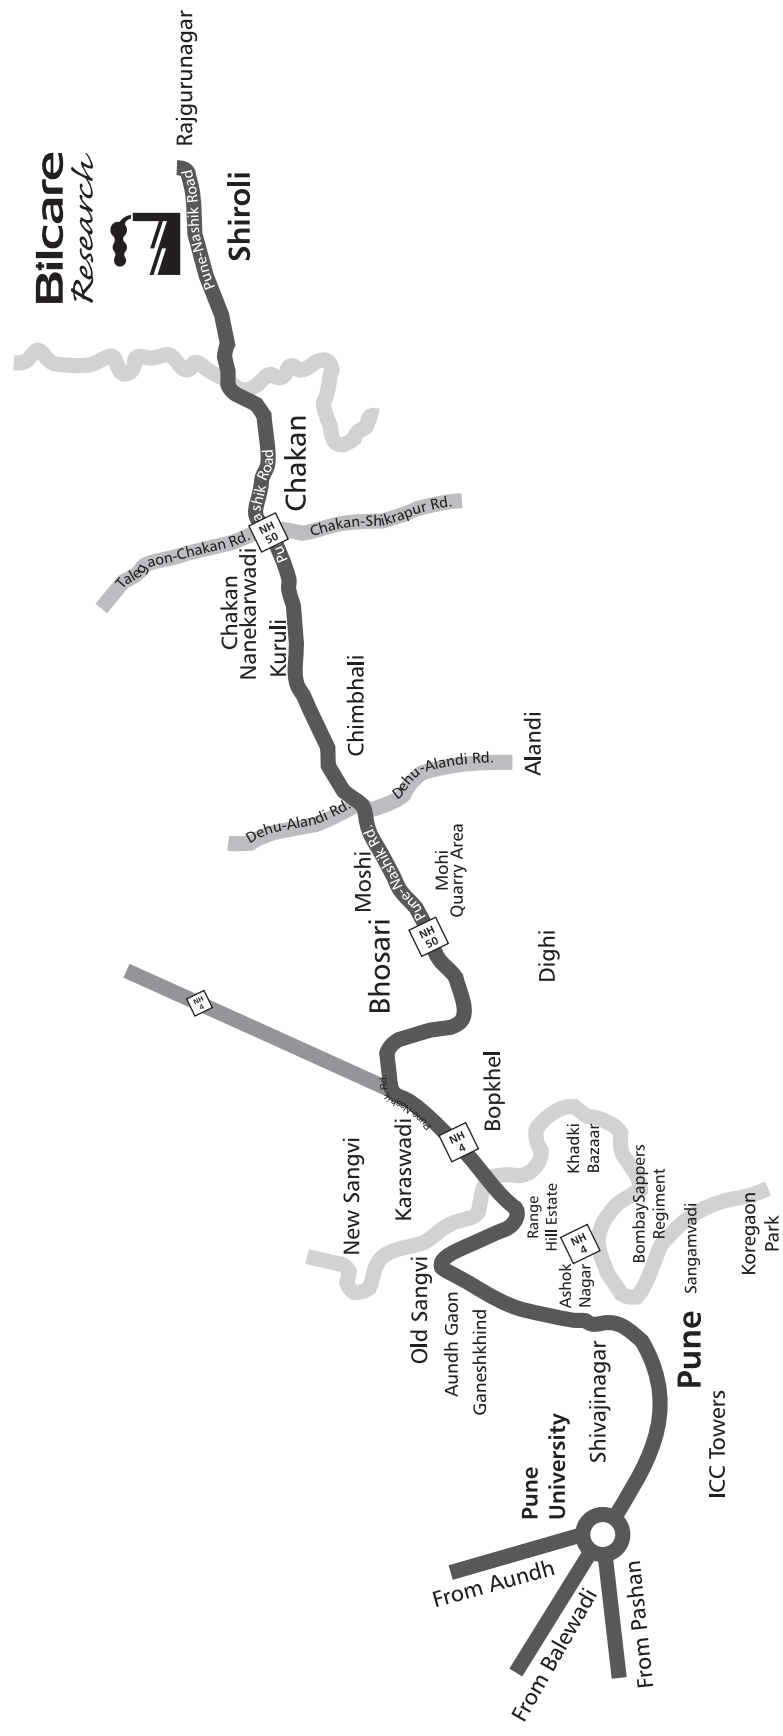 Rajgurunagar
Bilcare
Research
Pune-Nashik Road
Shiroli
ashik Road
Chakan
NH
50
Pu
Talegaon-Chakan Rd.
Chakan-Shikrapur Rd.
Chakan
Nanekarwadi
Kuruli
Chimbhali
Alandi
Dehu-Alandi Rd.
Dehu-Alandi Rd.
Moshi
Pune-Nashik Rd.
Mohi
Quarry Area
Bhosari
NH
50
Dighi
NH
4
Pune-Nashik Rd.
Bopkhel
NH
4
Karaswadi
New Sangvi
Khadki
Bazaar
Range
Hill Estate
BombaySappers
Regiment
Sangamvadi
Koregaon
Park
NH
4
Ashok
Nagar
Old Sangvi
Aundh Gaon
Ganeshkhind
Shivajinagar
Pune
ICC Towers
Pune
University
From Aundh
From Balewadi
From Pashan